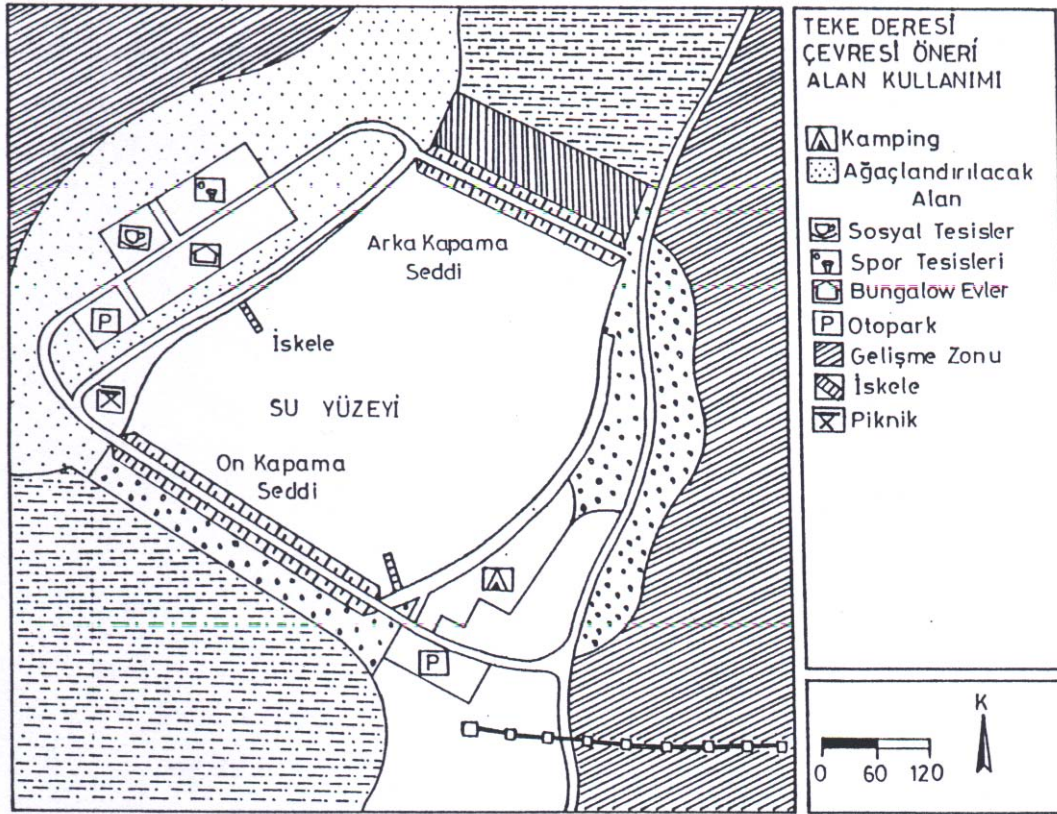 TEKE DERESİ
ÇEVRESİ ÖNERİ
ALAN KULLANIMI
Kamping
Ağaçlandırılacak
Alan
Sosyal Tesisler
Spor Tesisleri
Bungalow Evler
P Otopark
Gelişme Zonu
İskele
Piknik
K
0 60 120
Arka Kapama
Seddi
İskele
SU YÜZEYİ
On Kapama
Seddi
P
P